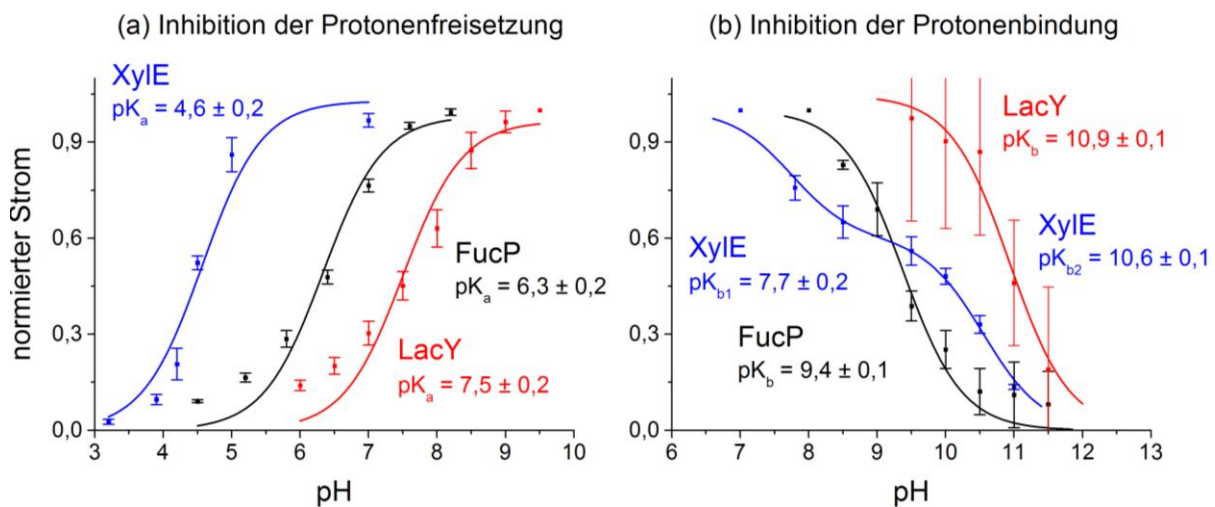 (a) Inhibition der Protonenfreisetzung
XylE
pKa = 4,6 ± 0,2
FucP
pKa = 6,3 ± 0,2
LacY
pKa = 7,5 ± 0,2
normierter Strom
0,9
0,6
0,3
0,0
3 4 5 6 7 8 9 10
pH
(b) Inhibition der Protonenbindung
LacY
pKb = 10,9 ± 0,1
XylE
pKb1 = 7,7 ± 0,2
XylE
pKb2 = 10,6 ± 0,1
FucP
pKb = 9,4 ± 0,1
0,9
0,6
0,3
0,0
6 7 8 9 10 11 12 13
pH